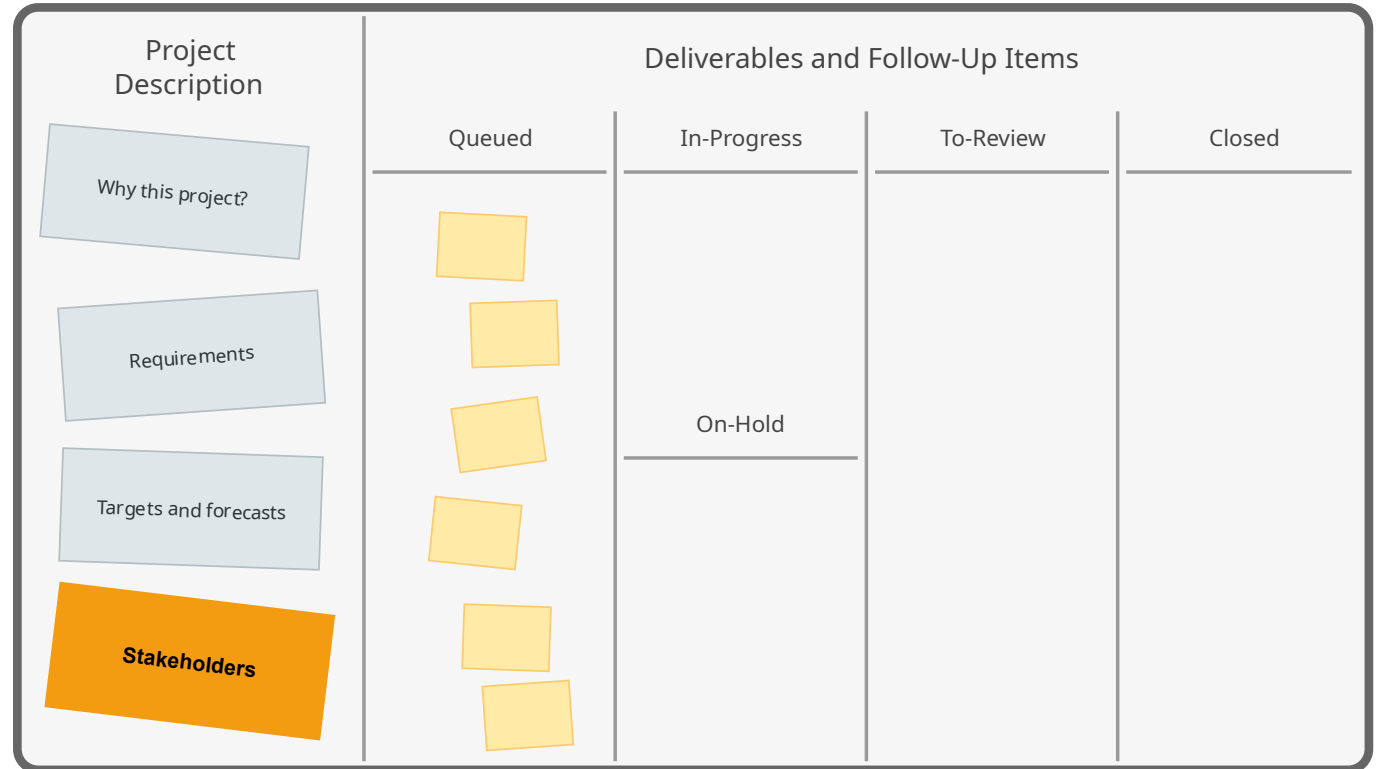 Project
Description
Deliverables and Follow-Up Items
Queued
In-Progress
To-Review
Closed
Why this project?
Requirements
On-Hold
Targets and forecasts
Stakeholders